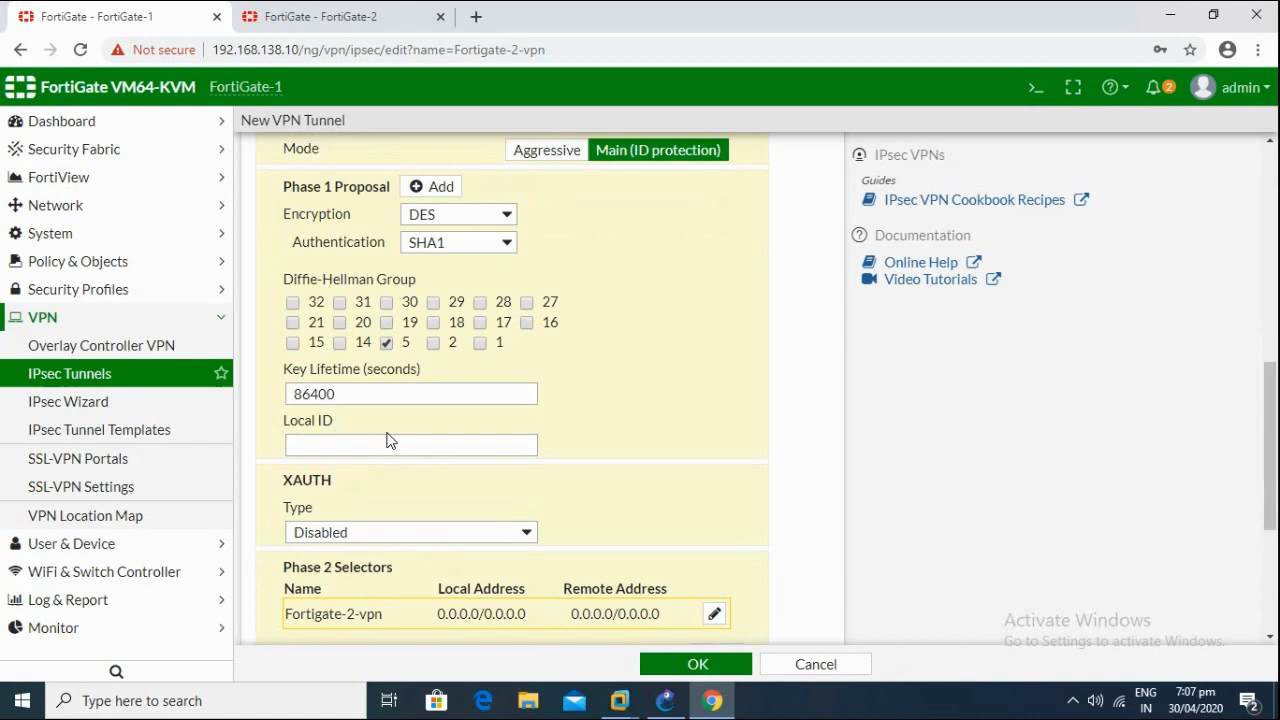 FortiGate - FortiGate-1
FortiGate - FortiGate-2
Not secure
192.168.138.10/ng/vpn/ipsec/edit?name=Fortigate-2-vpn
FortiGate VM64-KVM
FortiGate-1
2
admin
Dashboard
Security Fabric
FortiView
Network
System
Policy & Objects
Security Profiles
VPN
Overlay Controller VPN
IPsec Tunnels
IPsec Wizard
IPsec Tunnel Templates
SSL-VPN Portals
SSL-VPN Settings
VPN Location Map
User & Device
WiFi & Switch Controller
Log & Report
Monitor
New VPN Tunnel
Mode Aggressive Main (ID protection)
Phase 1 Proposal Add
Encryption DES
Authentication SHA1
Diffie-Hellman Group
32 31 30 29 28 27
21 20 19 18 17 16
15 14 5 2 1
Key Lifetime (seconds)
86400
Local ID
XAUTH
Type
Disabled
Phase 2 Selectors
Name Local Address Remote Address
Fortigate-2-vpn 0.0.0.0/0.0.0.0 0.0.0.0/0.0.0.0
OK Cancel
IPsec VPNs
Guides
IPsec VPN Cookbook Recipes
Documentation
Online Help
Video Tutorials
Activate Windows
Go to Settings to activate Windows.
Type here to search
ENG
IN
7:07 pm
30/04/2020
2